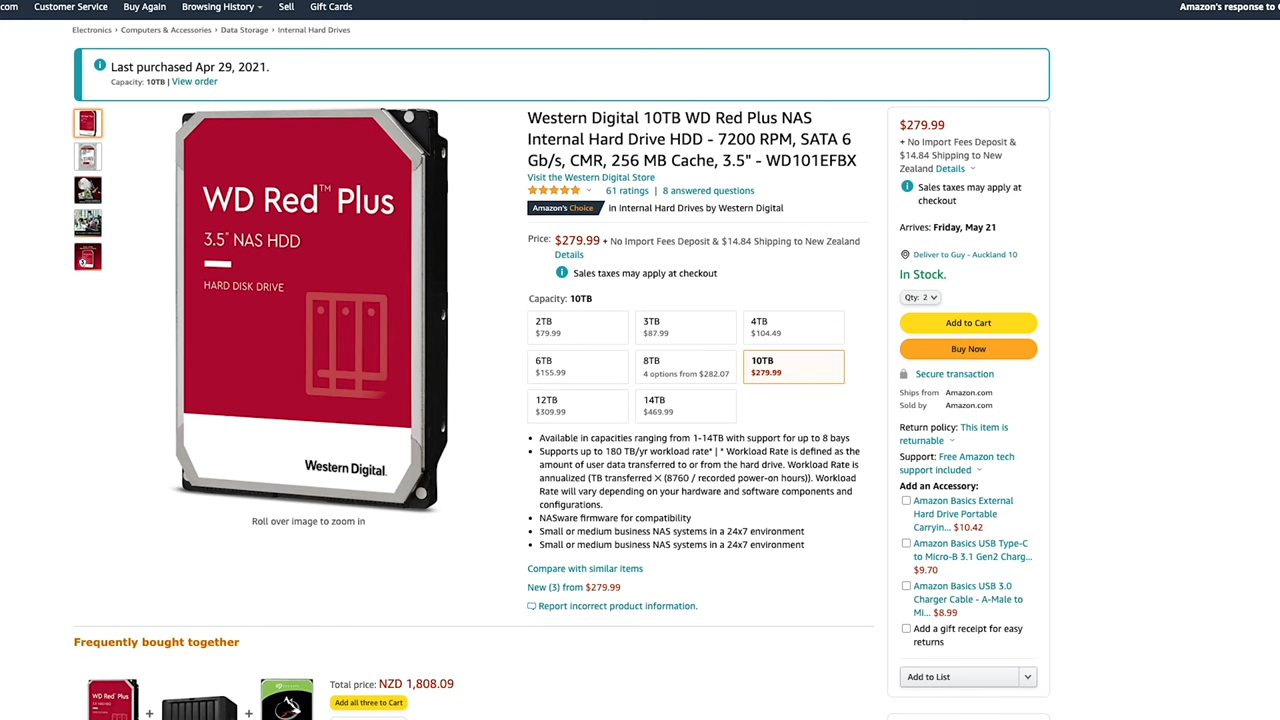 .com Customer Service Buy Again Browsing History Sell Gift Cards Amazon's response to
Electronics › Computers & Accessories › Data Storage › Internal Hard Drives
Last purchased Apr 29, 2021.
Capacity: 10TB | View order
WD Red™ Plus
3.5" NAS HDD
HARD DISK DRIVE
Western Digital.
Roll over image to zoom in
Western Digital 10TB WD Red Plus NAS
Internal Hard Drive HDD - 7200 RPM, SATA 6
Gb/s, CMR, 256 MB Cache, 3.5" - WD101EFBX
Visit the Western Digital Store
61 ratings | 8 answered questions
Amazon's Choice in Internal Hard Drives by Western Digital
Price: $279.99 + No Import Fees Deposit & $14.84 Shipping to New Zealand
Details
Sales taxes may apply at checkout
Capacity: 10TB
2TB
$79.99
3TB
$87.99
4TB
$104.49
6TB
$155.99
8TB
4 options from $282.07
10TB
$279.99
12TB
$309.99
14TB
$469.99
• Available in capacities ranging from 1-14TB with support for up to 8 bays
• Supports up to 180 TB/yr workload rate* | * Workload Rate is defined as the
amount of user data transferred to or from the hard drive. Workload Rate is
annualized (TB transferred ✕ (8760 / recorded power-on hours)). Workload
Rate will vary depending on your hardware and software components and
configurations.
• NASware firmware for compatibility
• Small or medium business NAS systems in a 24x7 environment
• Small or medium business NAS systems in a 24x7 environment
Compare with similar items
New (3) from $279.99
Report incorrect product information.
$279.99
+ No Import Fees Deposit &
$14.84 Shipping to New
Zealand Details
Sales taxes may apply at
checkout
Arrives: Friday, May 21
Deliver to Guy - Auckland 10
In Stock.
Qty: 2
Add to Cart
Buy Now
Secure transaction
Ships from Amazon.com
Sold by Amazon.com
Return policy: This item is
returnable
Support: Free Amazon tech
support included
Add an Accessory:
Amazon Basics External
Hard Drive Portable
Carryin... $10.42
Amazon Basics USB Type-C
to Micro-B 3.1 Gen2 Charg...
$9.70
Amazon Basics USB 3.0
Charger Cable - A-Male to
Mi... $8.99
Add a gift receipt for easy
returns
Add to List
Frequently bought together
WD Red Plus
+
+
Total price: NZD 1,808.09
Add all three to Cart